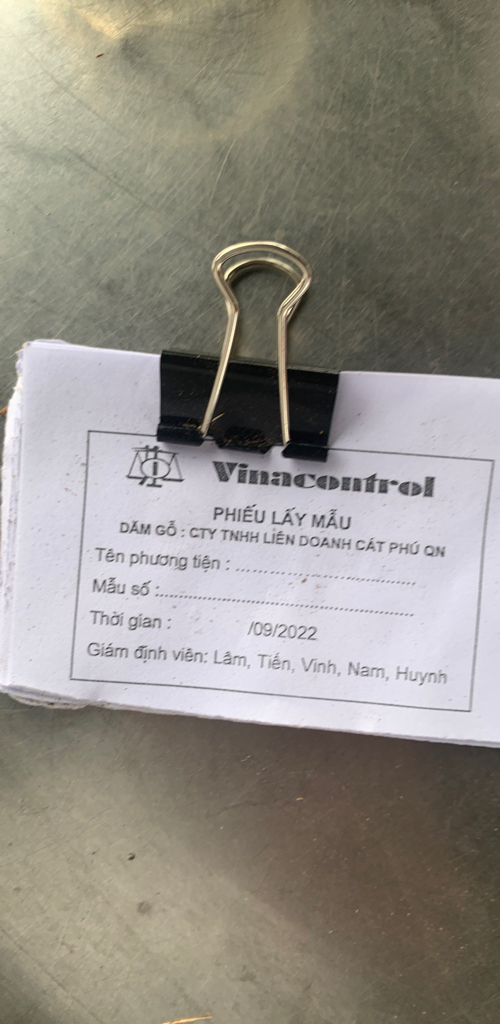 Vinacontrol
PHIẾU LẤY MẪU
DĂM GỖ : CTY TNHH LIÊN DOANH CÁT PHÚ QN
Tên phương tiện : ........................................
Mẫu số :.........................................................
Thời gian : /09/2022
Giám định viên: Lâm, Tiến, Vinh, Nam, Huynh